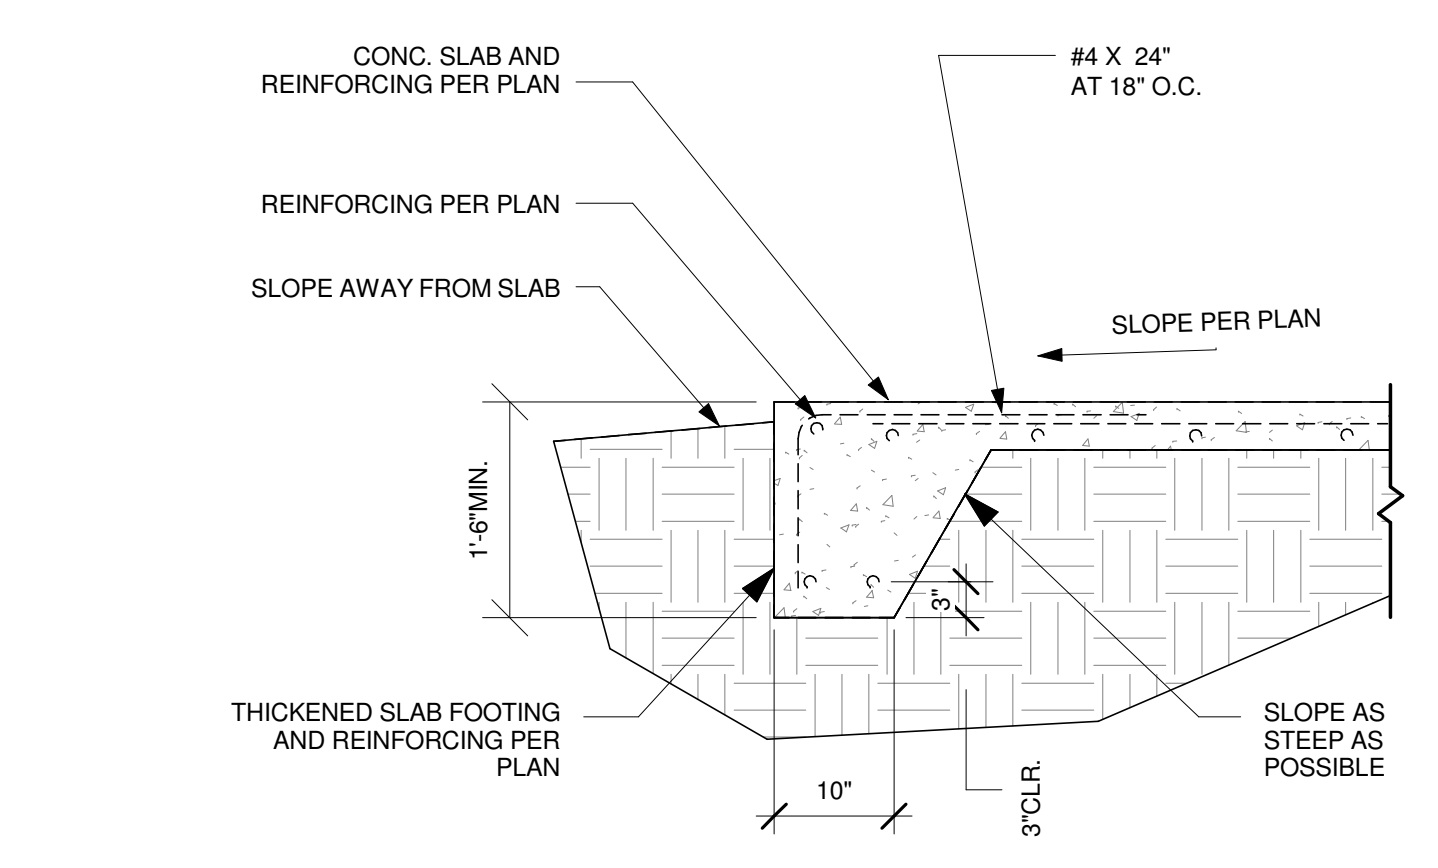 CONC. SLAB AND
REINFORCING PER PLAN
#4 X  24"
AT 18" O.C.
REINFORCING PER PLAN
SLOPE AWAY FROM SLAB
SLOPE PER PLAN
1'-6"MIN.
3"
THICKENED SLAB FOOTING
AND REINFORCING PER
PLAN
SLOPE AS
STEEP AS
POSSIBLE
10"
3"CLR.